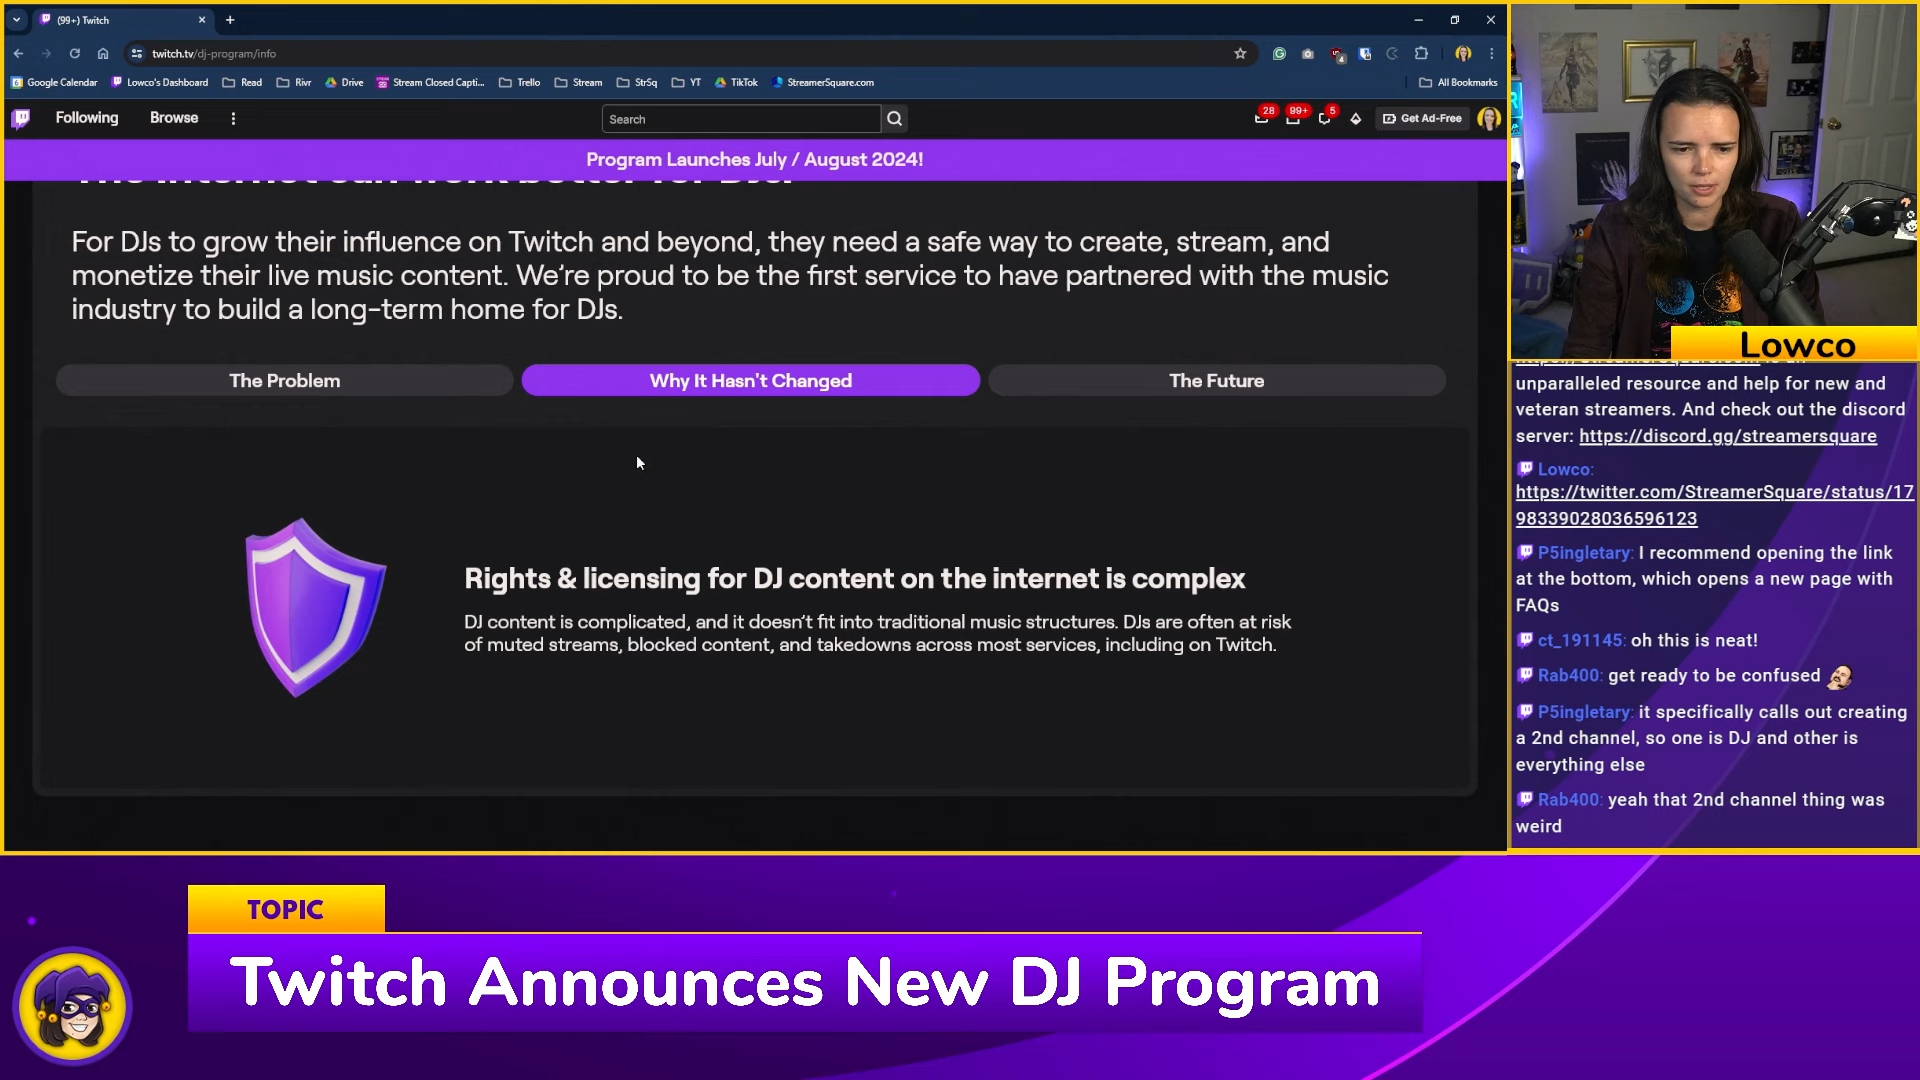 (99+) Twitch
twitch.tv/dj-program/info
Google Calendar Lowco's Dashboard Read Rivr Drive Stream Closed Capti... Trello Stream StrSq YT TikTok StreamerSquare.com All Bookmarks
Following Browse Search 28 99+ 5 Get Ad-Free
Program Launches July / August 2024!
The internet can work better for DJs.
For DJs to grow their influence on Twitch and beyond, they need a safe way to create, stream, and
monetize their live music content. We're proud to be the first service to have partnered with the music
industry to build a long-term home for DJs.
The Problem Why It Hasn't Changed The Future
Rights & licensing for DJ content on the internet is complex
DJ content is complicated, and it doesn't fit into traditional music structures. DJs are often at risk
of muted streams, blocked content, and takedowns across most services, including on Twitch.
Lowco
unparalleled resource and help for new and
veteran streamers. And check out the discord
server: https://discord.gg/streamersquare
Lowco:
https://twitter.com/StreamerSquare/status/17
98339028036596123
P5ingletary: I recommend opening the link
at the bottom, which opens a new page with
FAQs
ct_191145: oh this is neat!
Rab400: get ready to be confused
P5ingletary: it specifically calls out creating
a 2nd channel, so one is DJ and other is
everything else
Rab400: yeah that 2nd channel thing was
weird
TOPIC
Twitch Announces New DJ Program